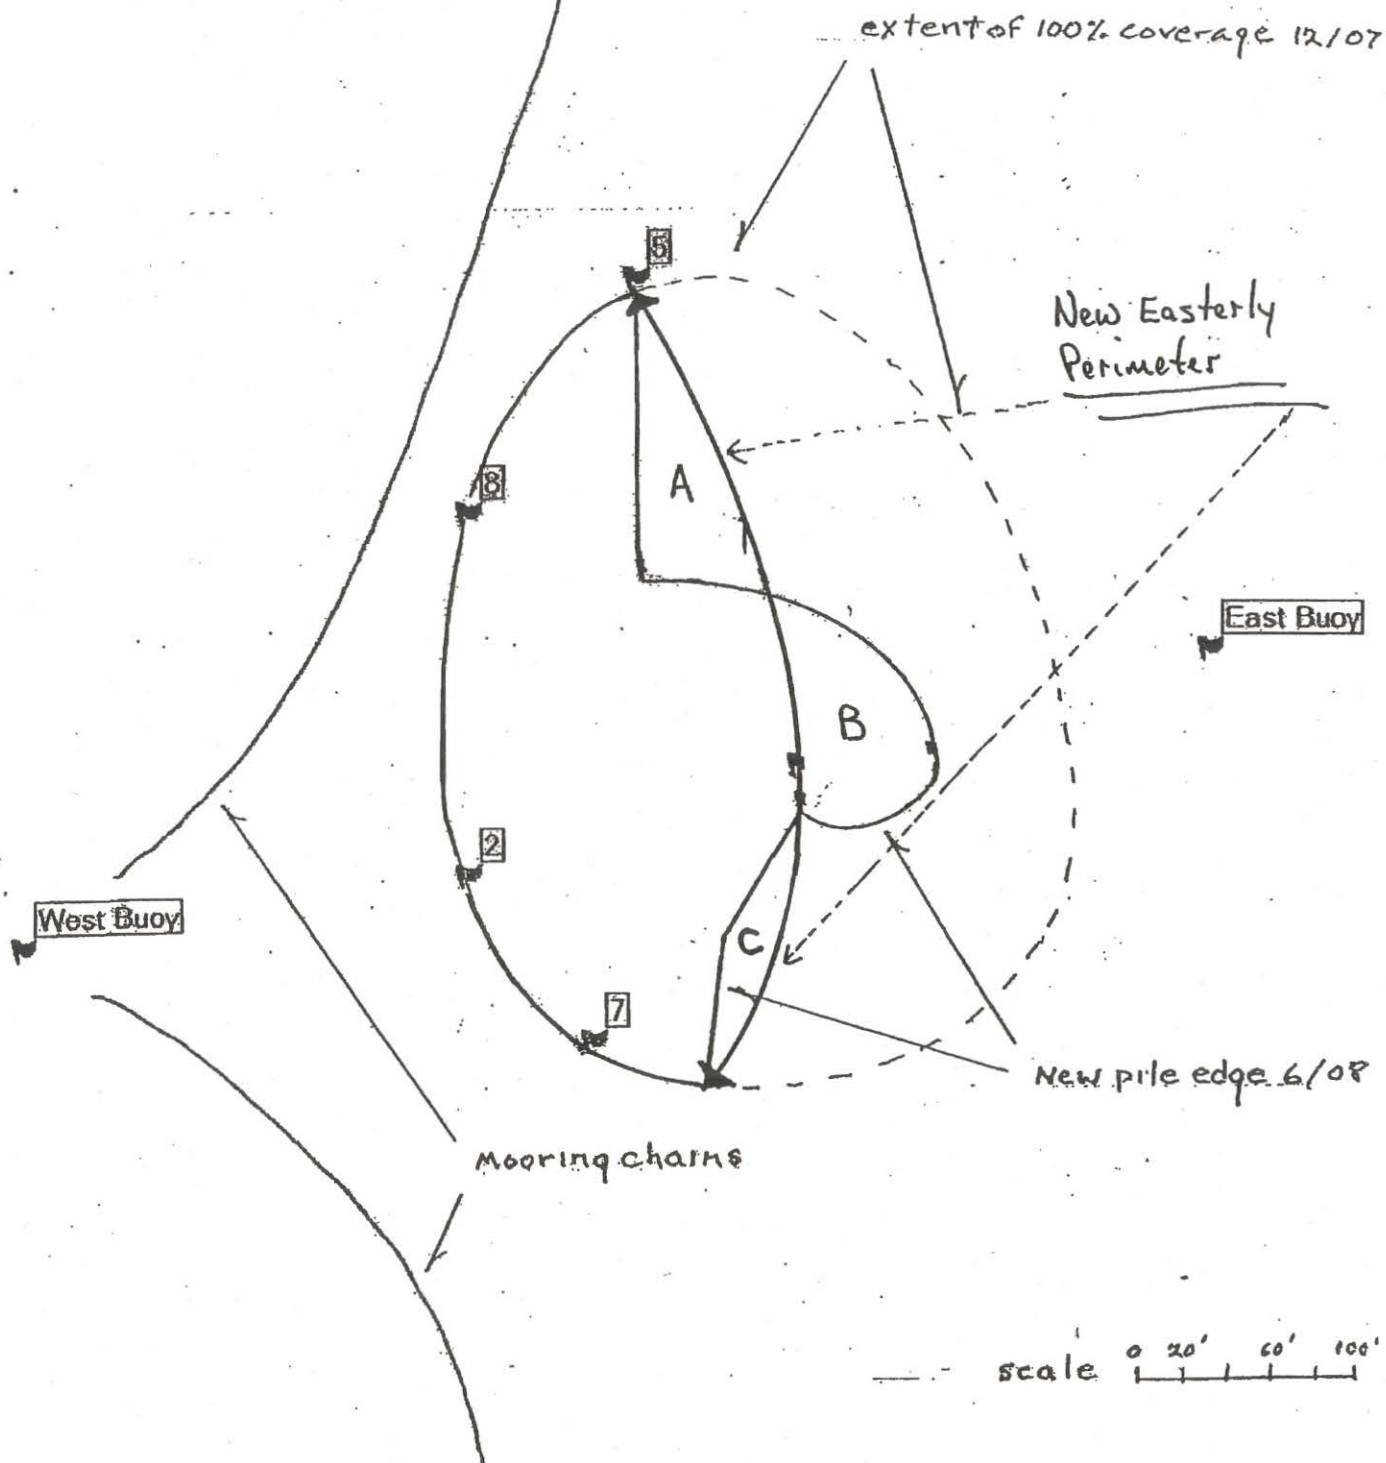 extent of 100% coverage 12/07
5
New Easterly
Perimeter
8
A
East Buoy
B
2
West Buoy
C
7
New pile edge 6/08
Mooring chains
scale 0 20' 60' 100'